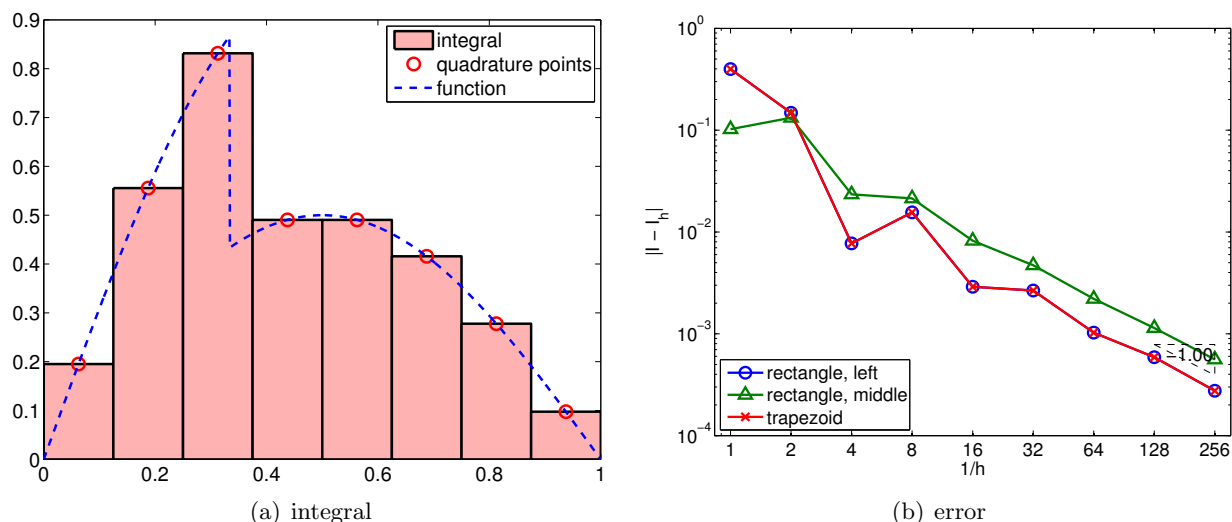 0.9
0.8
0.7
0.6
0.5
0.4
0.3
0.2
0.1
0
0 0.2 0.4 0.6 0.8 1
integral
quadrature points
function
(a) integral
10^0
10^-1
10^-2
10^-3
10^-4
|I − I_h|
−1.00
rectangle, left
rectangle, middle
trapezoid
1 2 4 8 16 32 64 128 256
1/h
(b) error